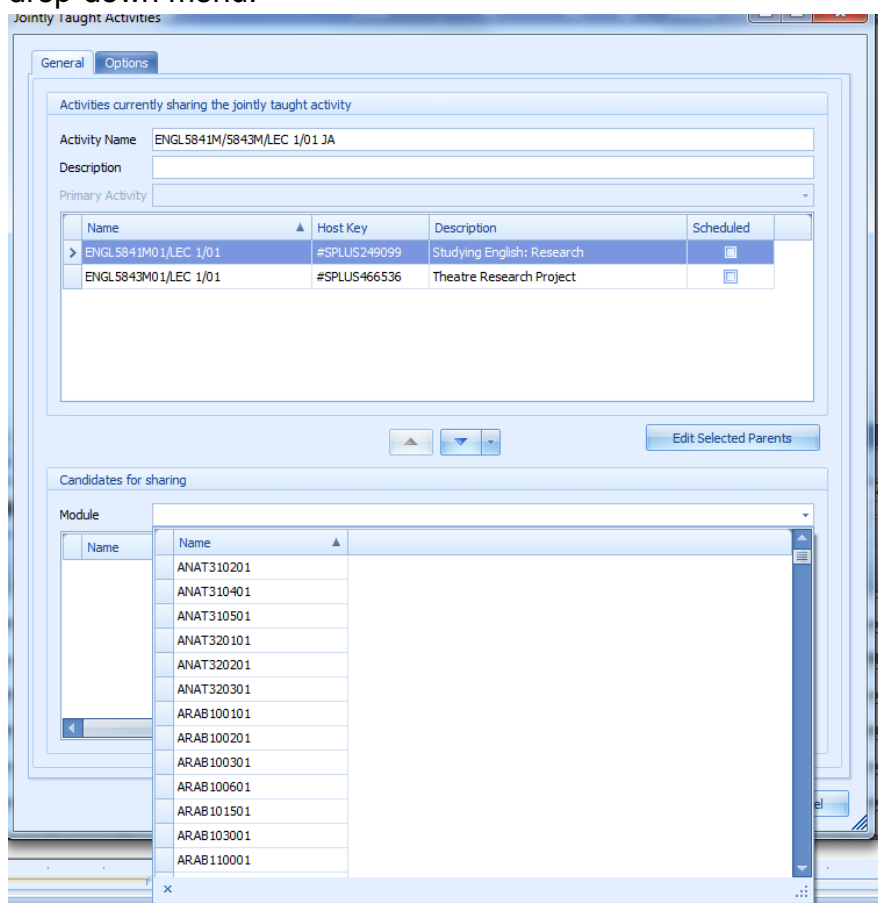 drop-down menu.
Jointly Taught Activities
General Options
Activities currently sharing the jointly taught activity
Activity Name ENGL5841M/5843M/LEC 1/01 JA
Description
Primary Activity
Name Host Key Description Scheduled
ENGL5841M01/LEC 1/01 #SPLUS249099 Studying English: Research
ENGL5843M01/LEC 1/01 #SPLUS466536 Theatre Research Project
Edit Selected Parents
Candidates for sharing
Module
Name Name
ANAT310201
ANAT310401
ANAT310501
ANAT320101
ANAT320201
ANAT320301
ARAB100101
ARAB100201
ARAB100301
ARAB100601
ARAB101501
ARAB103001
ARAB110001